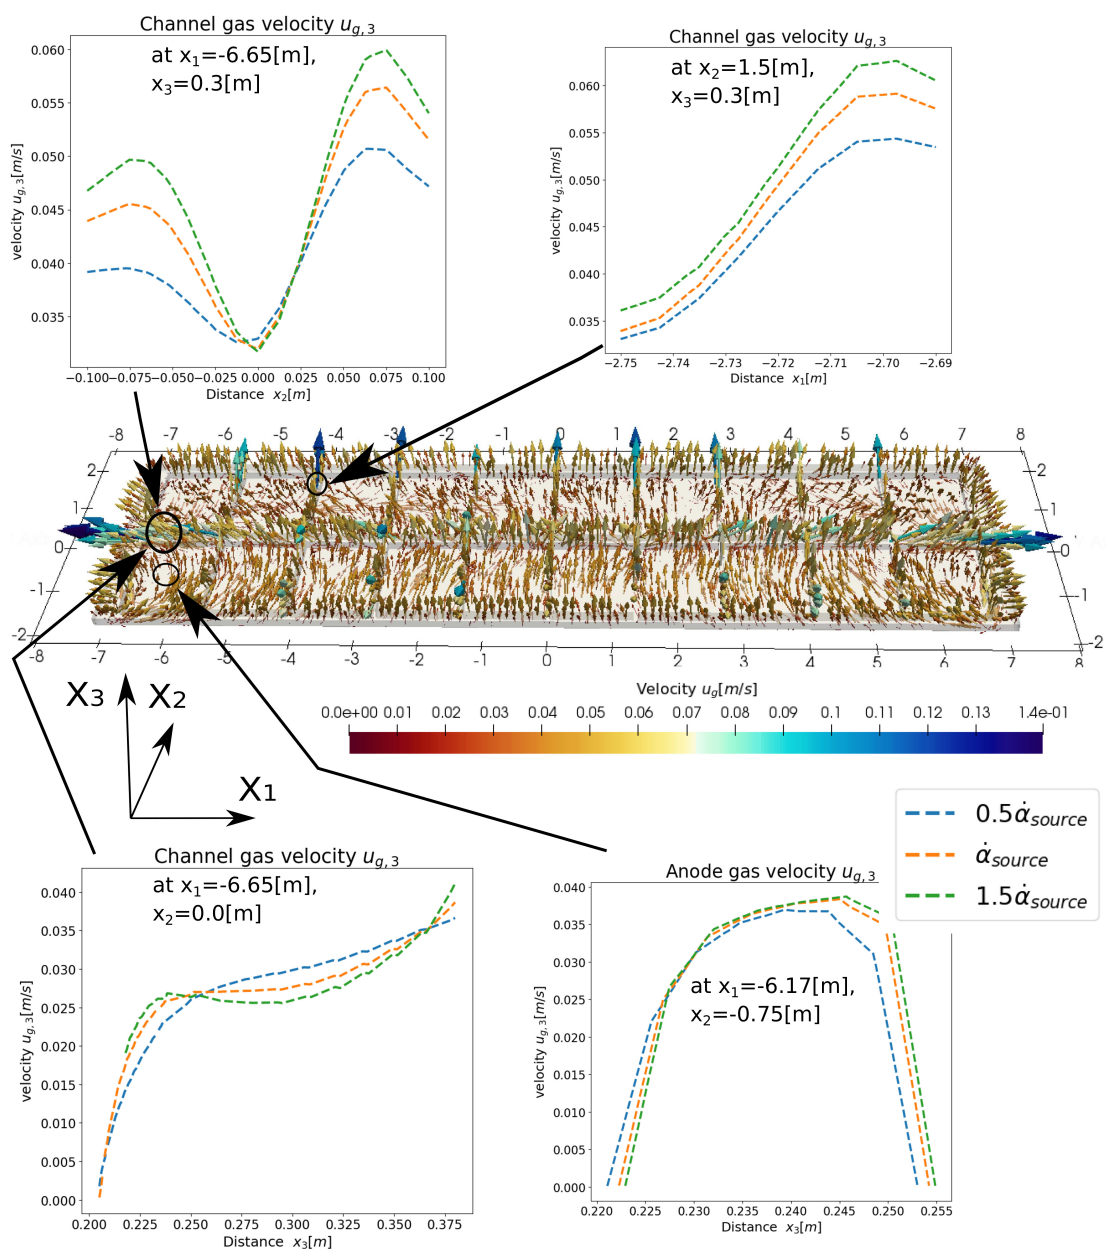 Channel gas velocity u_{g,3}
at x₁=-6.65[m],
x₃=0.3[m]
velocity u_{g,3}[m/s]
0.060
0.055
0.050
0.045
0.040
0.035
−0.100−0.075−0.050−0.025 0.000 0.025 0.050 0.075 0.100
Distance x₂[m]
Channel gas velocity u_{g,3}
at x₂=1.5[m],
x₃=0.3[m]
velocity u_{g,3}[m/s]
0.060
0.055
0.050
0.045
0.040
0.035
−2.75 −2.74 −2.73 −2.72 −2.71 −2.70 −2.69
Distance x₁[m]
-8 -7 -6 -5 -4 -3 -2 -1 0 1 2 3 4 5 6 7 8
2
1
0
-1
-2
2
1
0
-1
-2
-8 -7 -6 -5 -4 -3 -2 -1 0 1 2 3 4 5 6 7 8
Velocity u_g[m/s]
0.0e+00 0.01 0.02 0.03 0.04 0.05 0.06 0.07 0.08 0.09 0.1 0.11 0.12 0.13 1.4e-01
X₃ X₂
X₁
0.5α̇_{source}
α̇_{source}
1.5α̇_{source}
Channel gas velocity u_{g,3}
at x₁=-6.65[m],
x₂=0.0[m]
velocity u_{g,3}[m/s]
0.040
0.035
0.030
0.025
0.020
0.015
0.010
0.005
0.000
0.200 0.225 0.250 0.275 0.300 0.325 0.350 0.375
Distance x₃[m]
Anode gas velocity u_{g,3}
at x₁=-6.17[m],
x₂=-0.75[m]
velocity u_{g,3}[m/s]
0.040
0.035
0.030
0.025
0.020
0.015
0.010
0.005
0.000
0.220 0.225 0.230 0.235 0.240 0.245 0.250 0.255
Distance x₃[m]